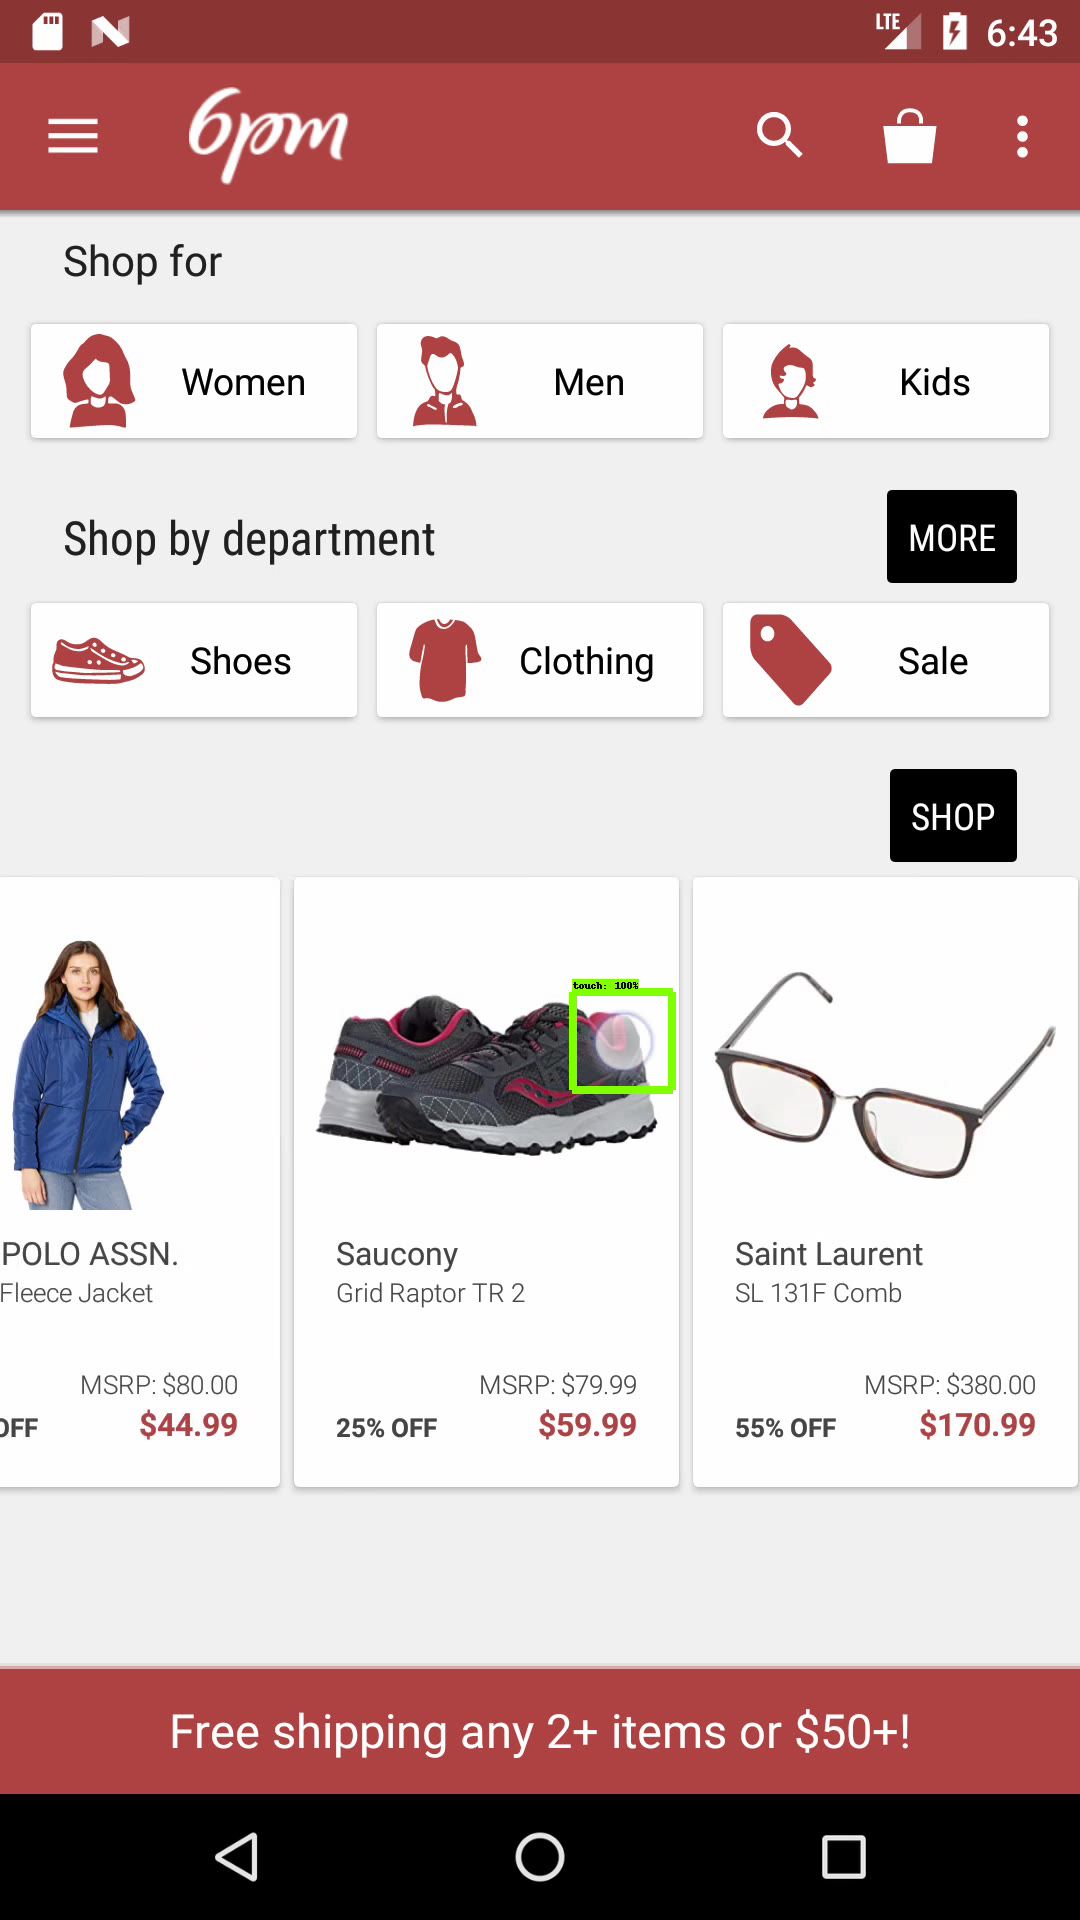 LTE 6:43
6pm
Shop for
Women Men Kids
Shop by department MORE
Shoes Clothing Sale
SHOP
touch: 100%
POLO ASSN.
Fleece Jacket
MSRP: $80.00
OFF $44.99
Saucony
Grid Raptor TR 2
MSRP: $79.99
25% OFF $59.99
Saint Laurent
SL 131F Comb
MSRP: $380.00
55% OFF $170.99
Free shipping any 2+ items or $50+!